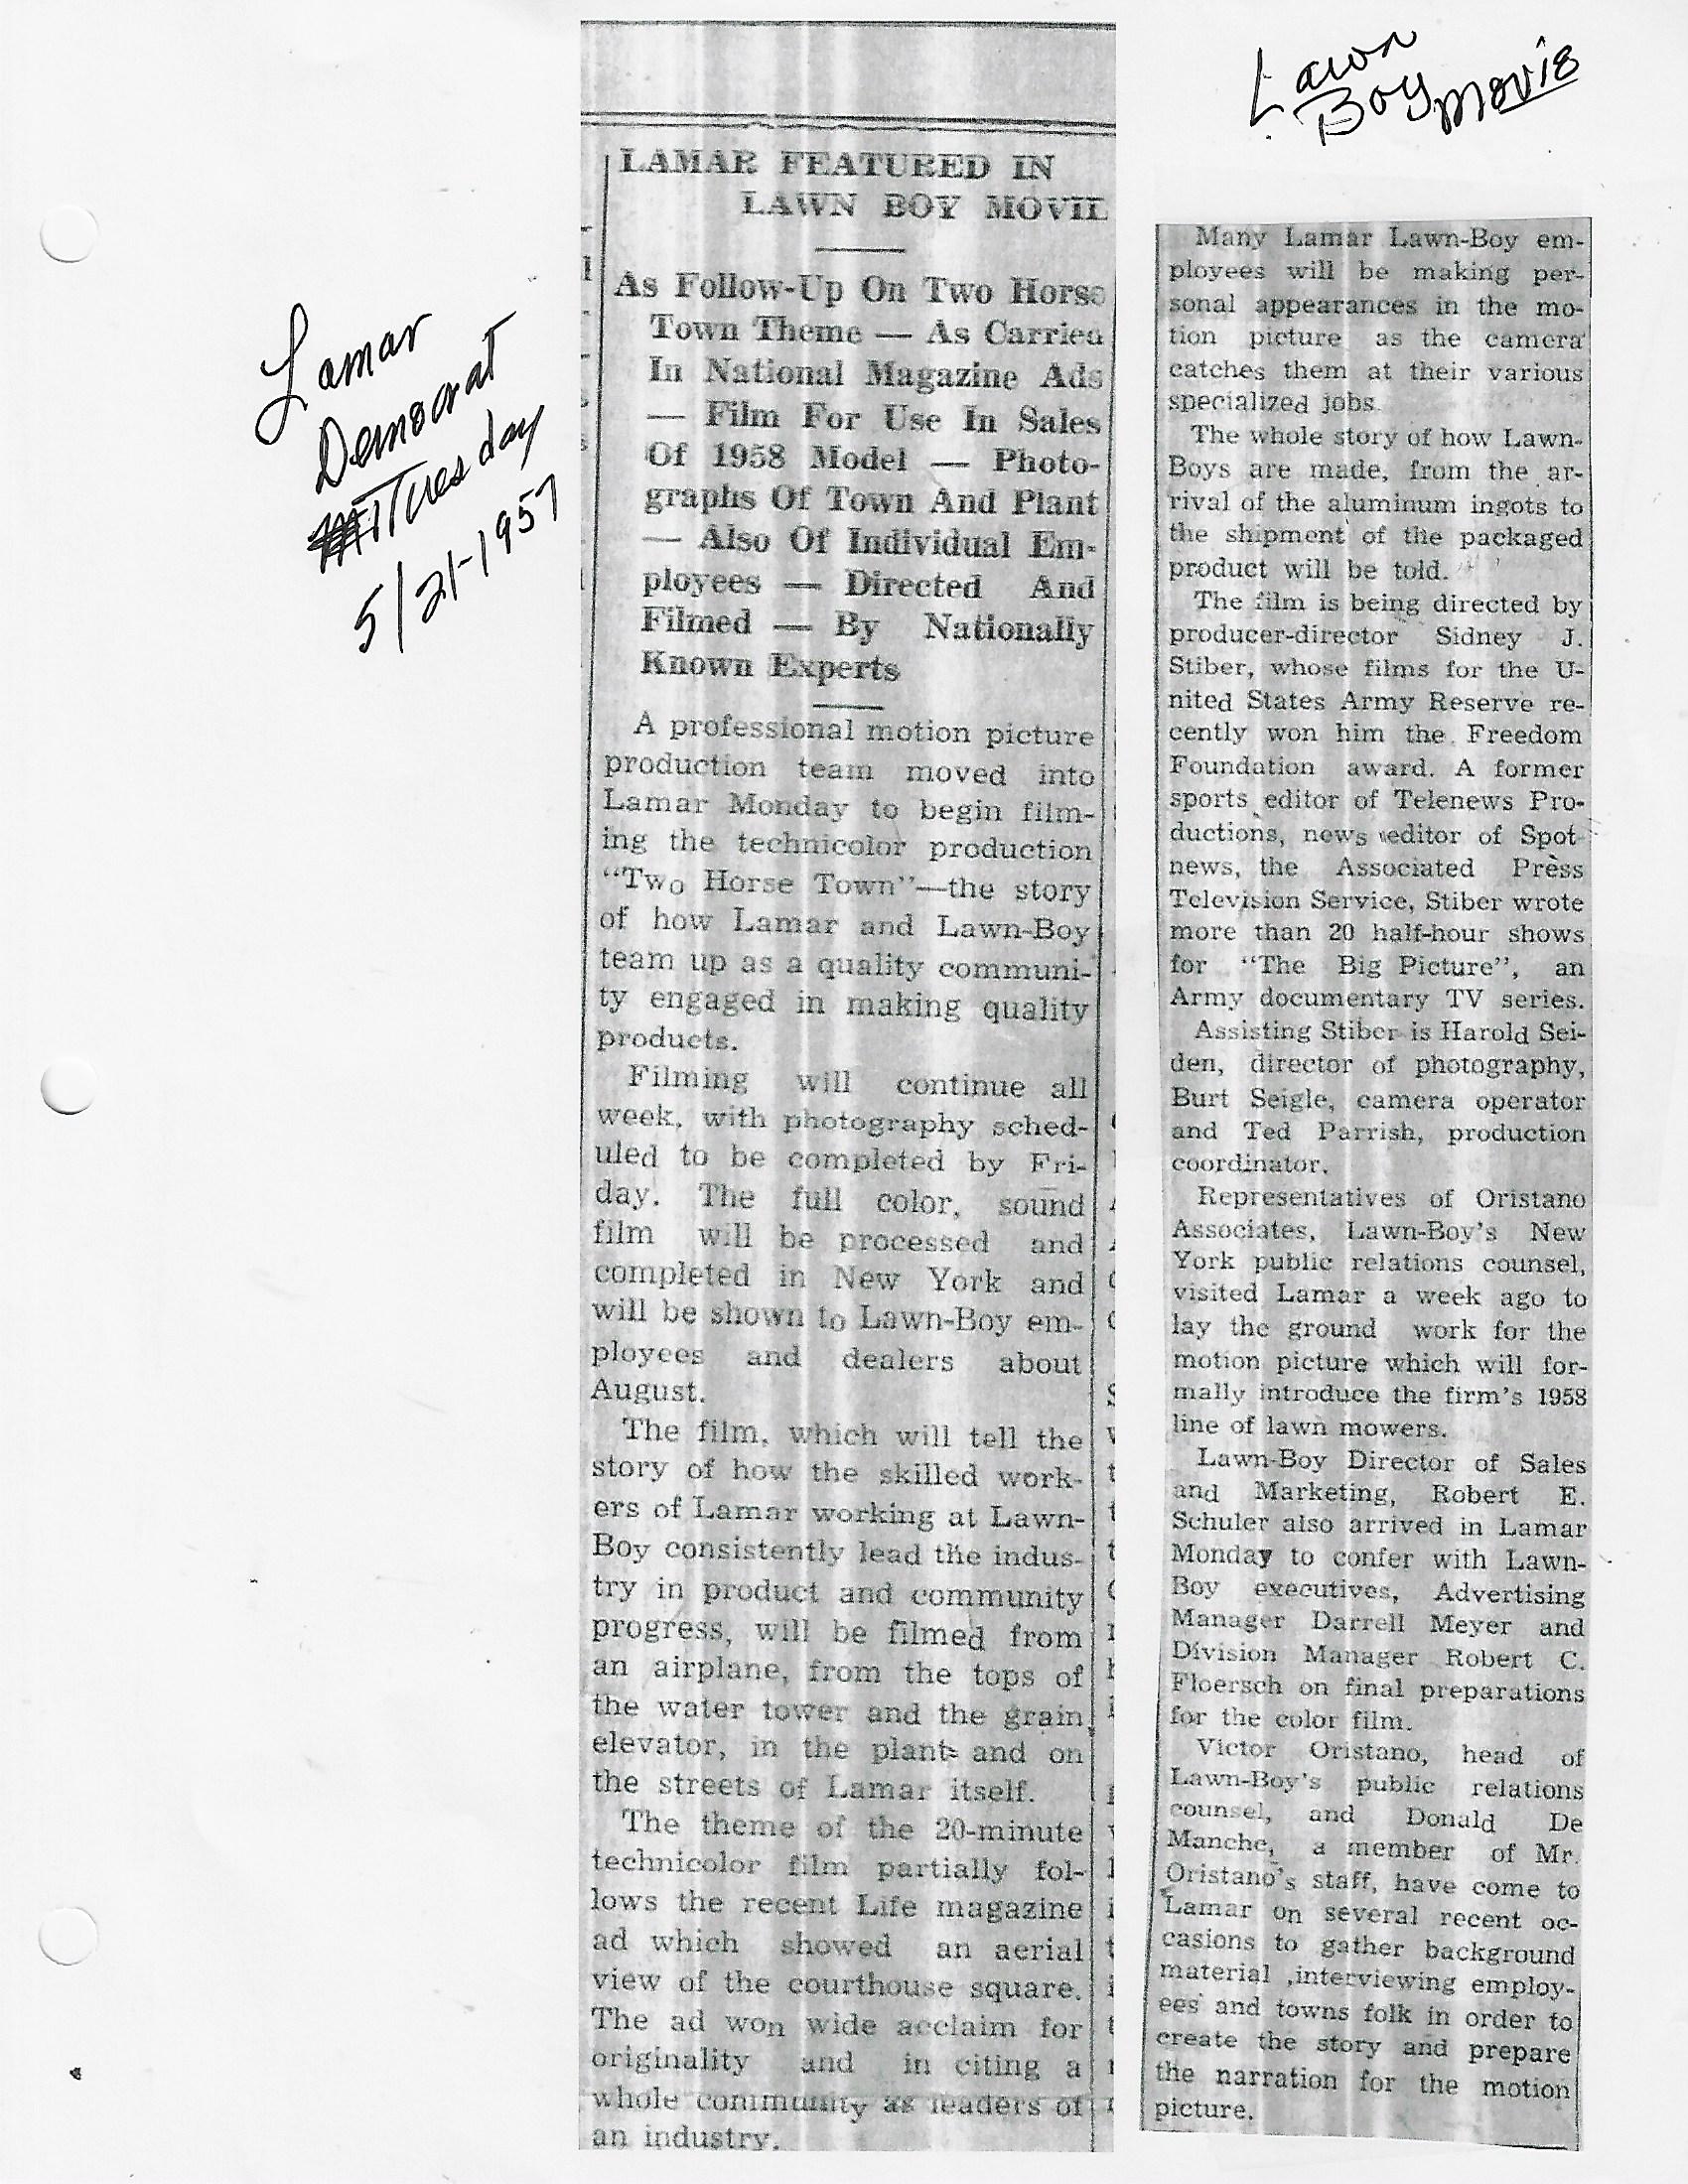 Lawn
Boy Movie
Lamar
Democrat
Tuesday
5/21-1957
LAMAR FEATURED IN
LAWN BOY MOVIE
As Follow-Up On Two Horse
Town Theme — As Carried
In National Magazine Ads
— Film For Use In Sales
Of 1958 Model — Photo-
graphs Of Town And Plant
— Also Of Individual Em-
ployees — Directed And
Filmed — By Nationally
Known Experts
A professional motion picture
production team moved into
Lamar Monday to begin film-
ing the technicolor production
"Two Horse Town"—the story
of how Lamar and Lawn-Boy
team up as a quality communi-
ty engaged in making quality
products.
Filming will continue all
week, with photography sched-
uled to be completed by Fri-
day. The full color, sound
film will be processed and
completed in New York and
will be shown to Lawn-Boy em-
ployees and dealers about
August.
The film, which will tell the
story of how the skilled work-
ers of Lamar working at Lawn-
Boy consistently lead the indus-
try in product and community
progress, will be filmed from
an airplane, from the tops of
the water tower and the grain
elevator, in the plant and on
the streets of Lamar itself.
The theme of the 20-minute
technicolor film partially fol-
lows the recent Life magazine
ad which showed an aerial
view of the courthouse square.
The ad won wide acclaim for
originality and in citing a
whole community as leaders of
an industry.
Many Lamar Lawn-Boy em-
ployees will be making per-
sonal appearances in the mo-
tion picture as the camera
catches them at their various
specialized jobs.
The whole story of how Lawn-
Boys are made, from the ar-
rival of the aluminum ingots to
the shipment of the packaged
product will be told.
The film is being directed by
producer-director Sidney J.
Stiber, whose films for the U-
nited States Army Reserve re-
cently won him the Freedom
Foundation award. A former
sports editor of Telenews Pro-
ductions, news editor of Spot-
news, the Associated Press
Television Service, Stiber wrote
more than 20 half-hour shows
for "The Big Picture", an
Army documentary TV series.
Assisting Stiber is Harold Sei-
den, director of photography,
Burt Seigle, camera operator
and Ted Parrish, production
coordinator.
Representatives of Oristano
Associates, Lawn-Boy's New
York public relations counsel,
visited Lamar a week ago to
lay the ground work for the
motion picture which will for-
mally introduce the firm's 1958
line of lawn mowers.
Lawn-Boy Director of Sales
and Marketing, Robert E.
Schuler also arrived in Lamar
Monday to confer with Lawn-
Boy executives, Advertising
Manager Darrell Meyer and
Division Manager Robert C.
Floersch on final preparations
for the color film.
Victor Oristano, head of
Lawn-Boy's public relations
counsel, and Donald De
Manche, a member of Mr.
Oristano's staff, have come to
Lamar on several recent oc-
casions to gather background
material ,interviewing employ-
ees and towns folk in order to
create the story and prepare
the narration for the motion
picture.